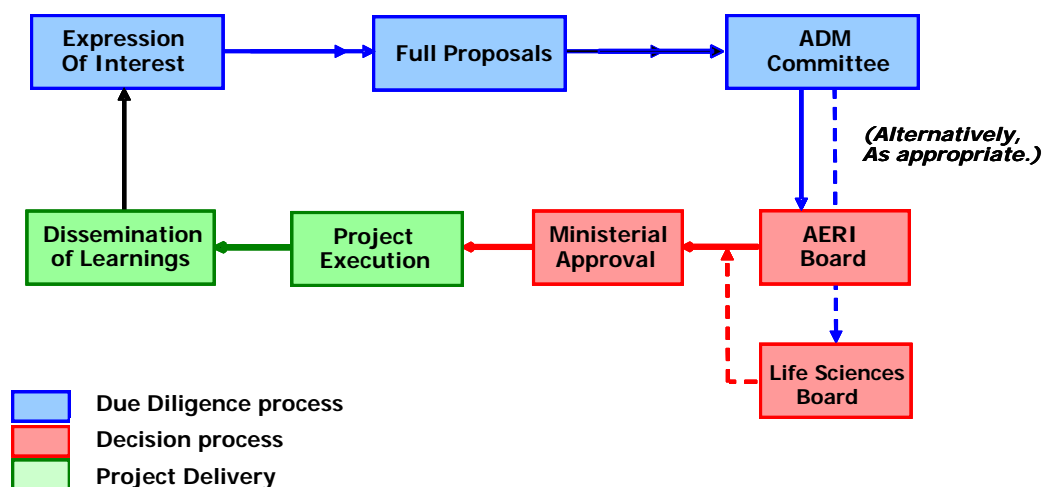 Expression
Of Interest
Full Proposals
ADM
Committee
(Alternatively,
As appropriate.)
Dissemination
of Learnings
Project
Execution
Ministerial
Approval
AERI
Board
Life Sciences
Board
Due Diligence process
Decision process
Project Delivery